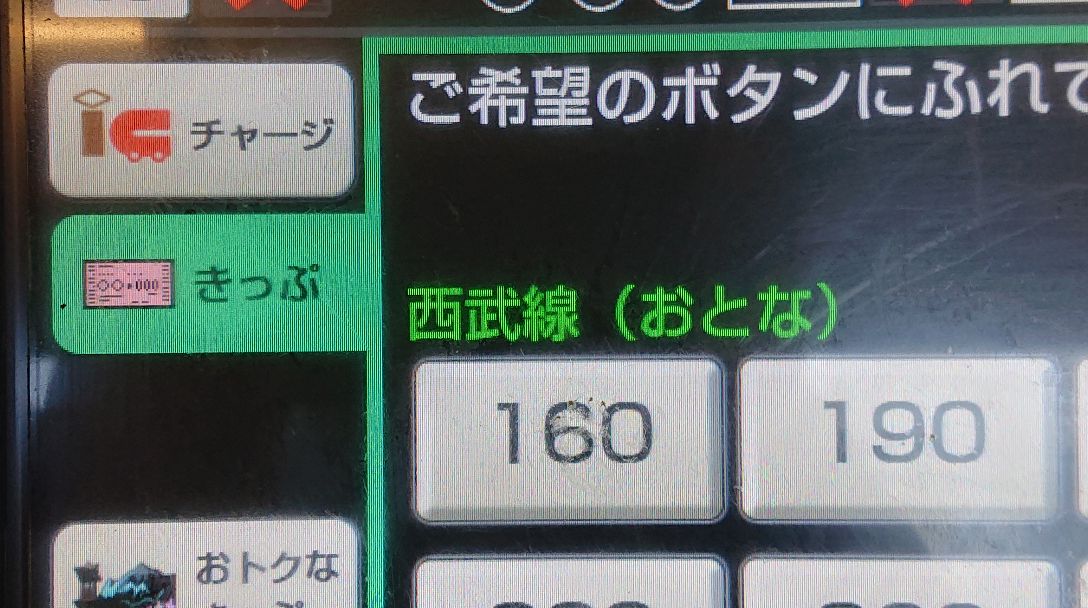 チャージ
ご希望のボタンにふれて
きっぷ
西武線（おとな）
160
190
おトクな